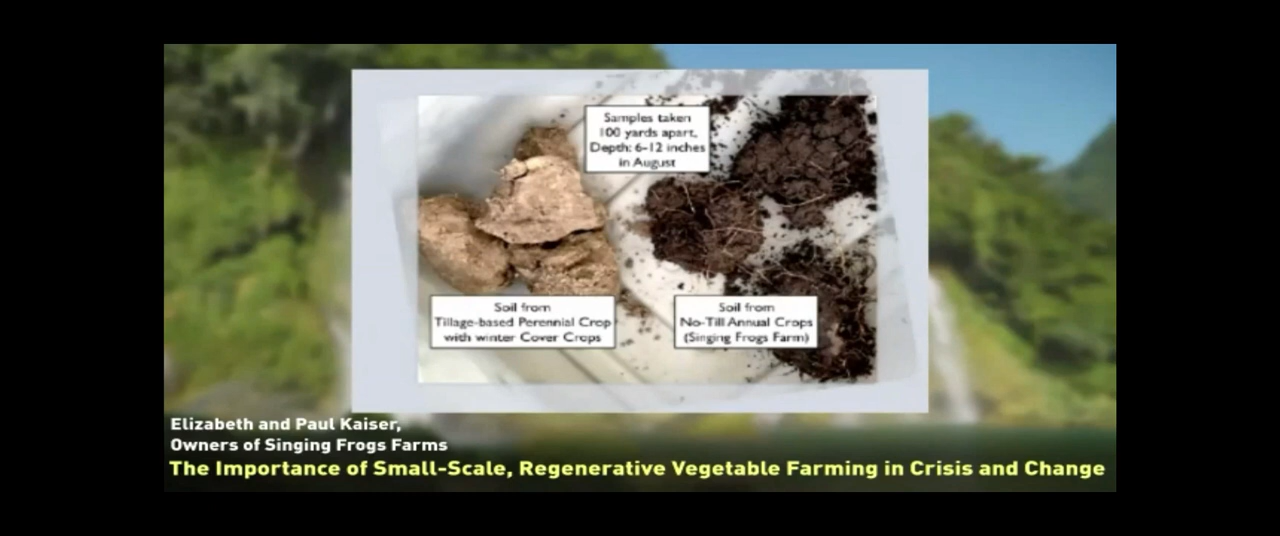 Samples taken
100 yards apart,
Depth: 6-12 inches
in August
Soil from
Tillage-based Perennial Crop
with winter Cover Crops
Soil from
No-Till Annual Crops
(Singing Frogs Farm)
Elizabeth and Paul Kaiser,
Owners of Singing Frogs Farms
The Importance of Small-Scale, Regenerative Vegetable Farming in Crisis and Change